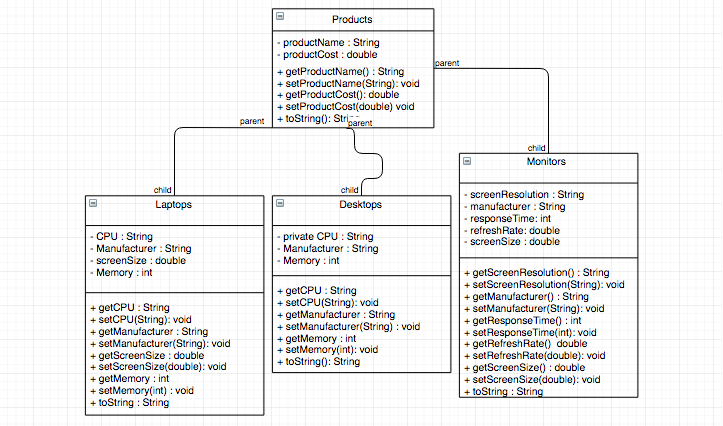 Products
- productName : String
- productCost : double
+ getProductName() : String
+ setProductName(String): void
+ getProductCost(): double
+ setProductCost(double) void
+ toString(): Stri
parent
parent
parent
child
child
child
Laptops
- CPU : String
- Manufacturer : String
- screenSize : double
- Memory : int
+ getCPU : String
+ setCPU(String): void
+ getManufacturer : String
+ setManufacturer(String): void
+ getScreenSize : double
+ setScreenSize(double): void
+ getMemory : int
+ setMemory(int) : void
+ toString : String
Desktops
- private CPU : String
- Manufacturer : String
- Memory : int
+ getCPU : String
+ setCPU(String): void
+ getManufacturer : String
+ setManufacturer(String) : void
+ getMemory : int
+ setMemory(int): void
+ toString(): String
Monitors
- screenResolution : String
- manufacturer : String
- responseTime: int
- refreshRate: double
- screenSize : double
+ getScreenResolution() : String
+ setScreenResolution(String): void
+ getManufacturer() : String
+ setManufacturer(String): void
+ getResponseTime() : int
+ setResponseTime(int): void
+ getRefreshRate() double
+ setRefreshRate(double): void
+ getScreenSize() : double
+ setScreenSize(double): void
+ toString : String